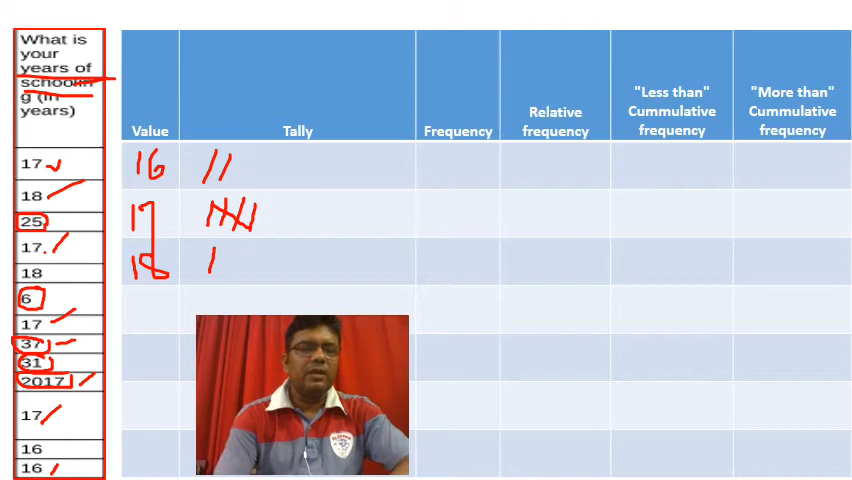 What is
your
years of
schoolin
g (in
years)
Value
Tally
Frequency
Relative
frequency
"Less than"
Cummulative
frequency
"More than"
Cummulative
frequency
17
18
25
17
18
6
17
37
31
2017
17
16
16
16
17
18